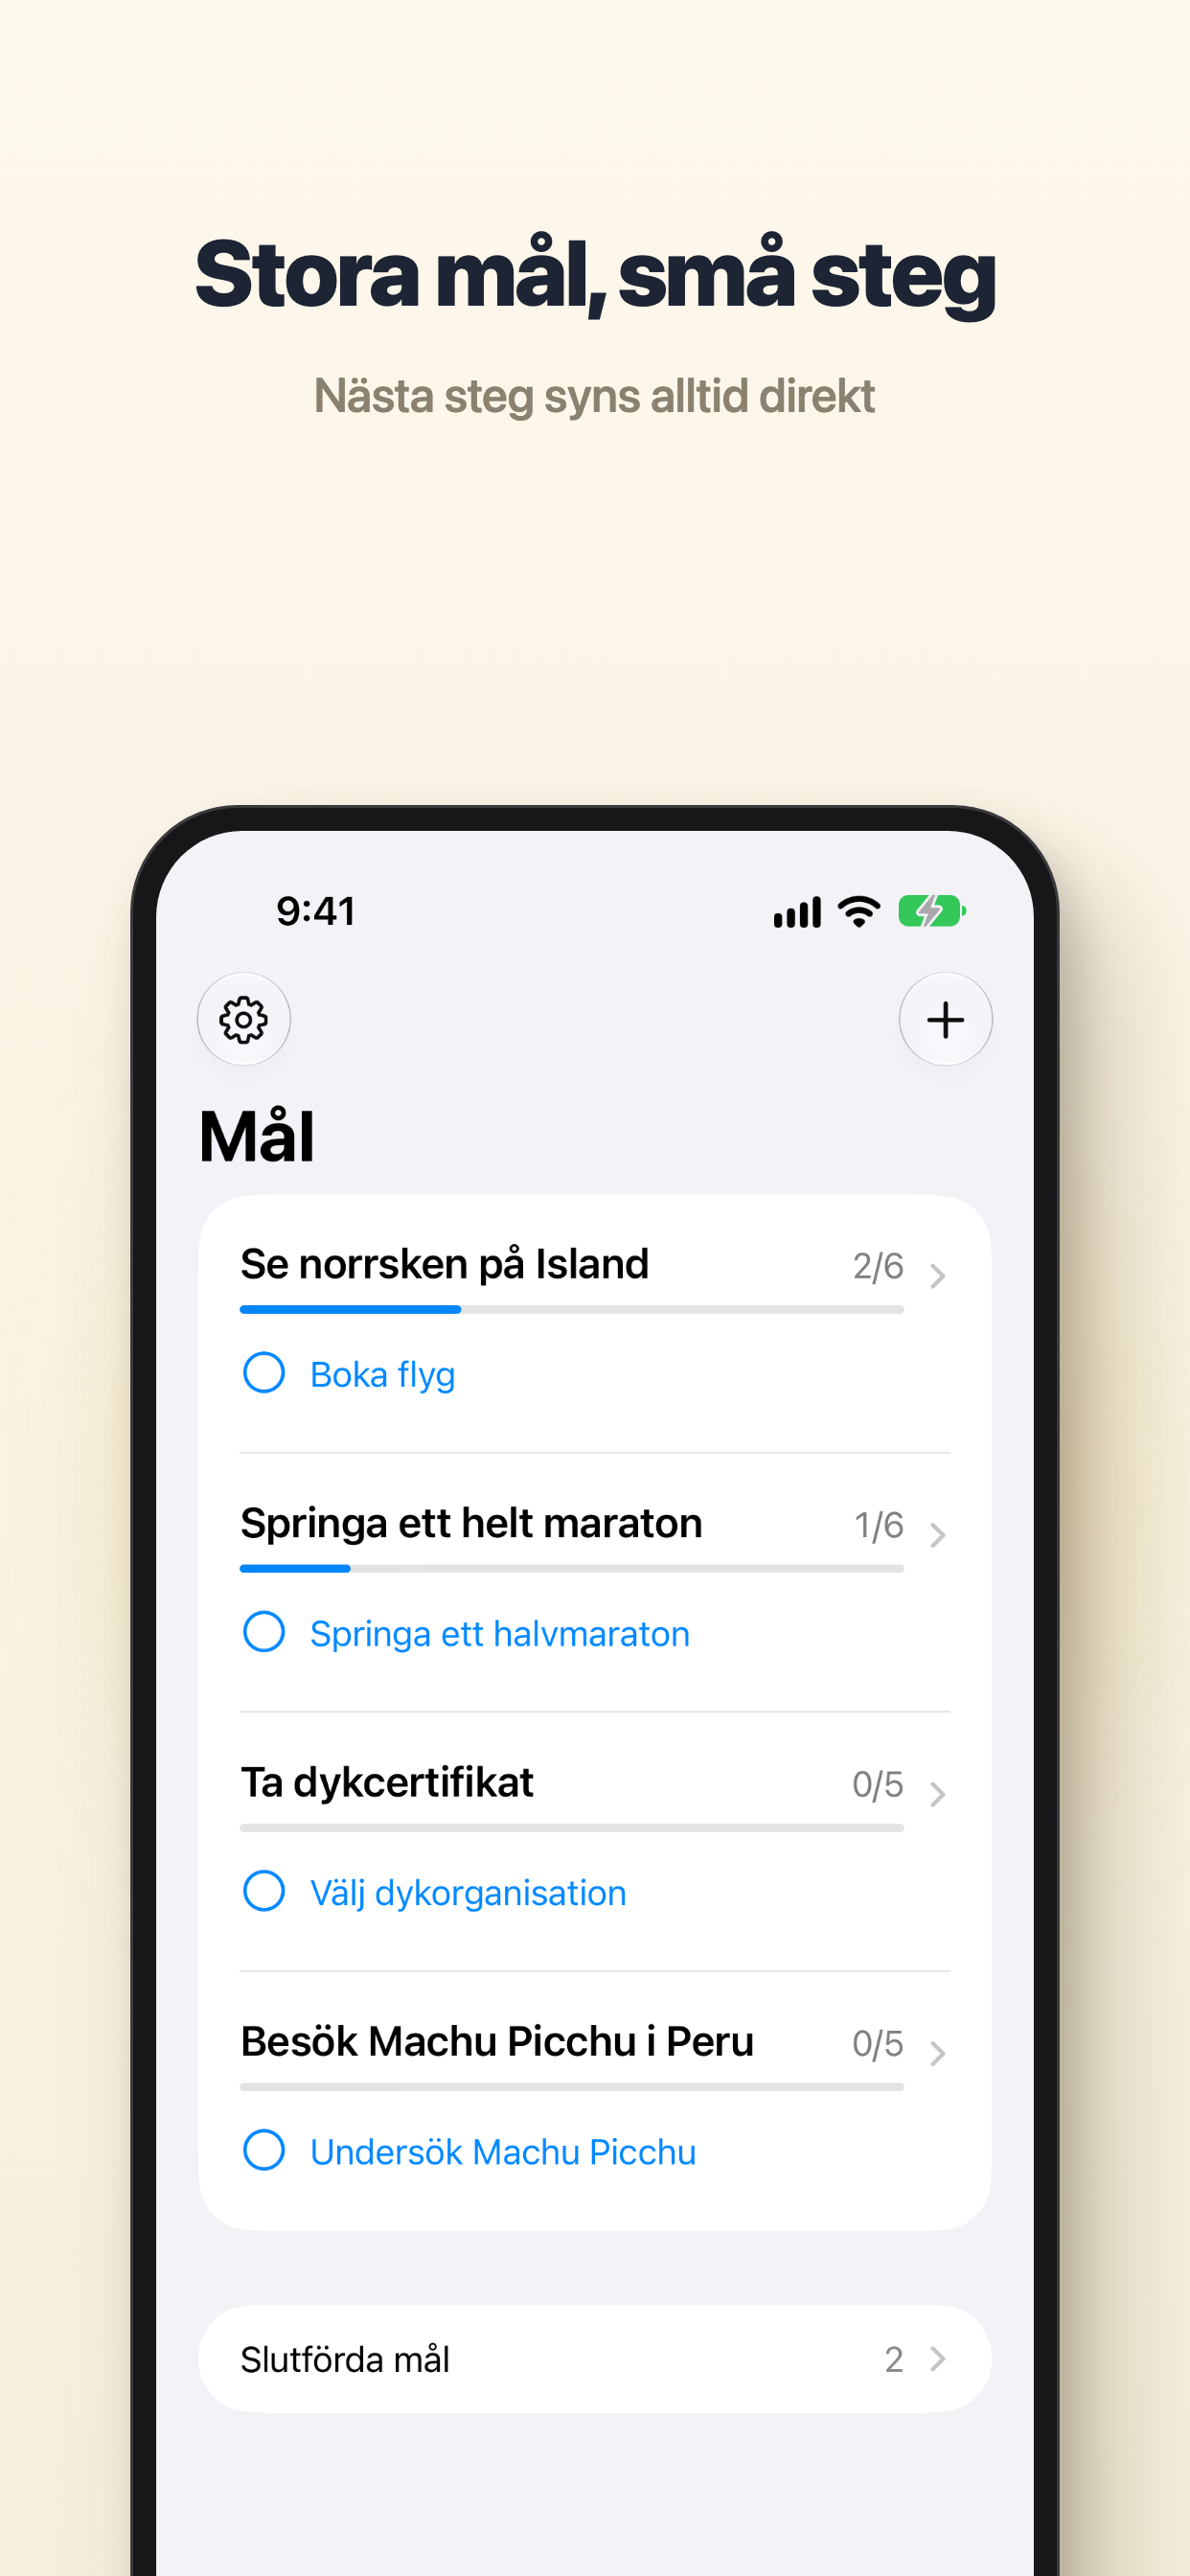 Stora mål, små steg
Nästa steg syns alltid direkt
9:41
Mål
Se norrsken på Island 2/6
Boka flyg
Springa ett helt maraton 1/6
Springa ett halvmaraton
Ta dykcertifikat 0/5
Välj dykorganisation
Besök Machu Picchu i Peru 0/5
Undersök Machu Picchu
Slutförda mål 2